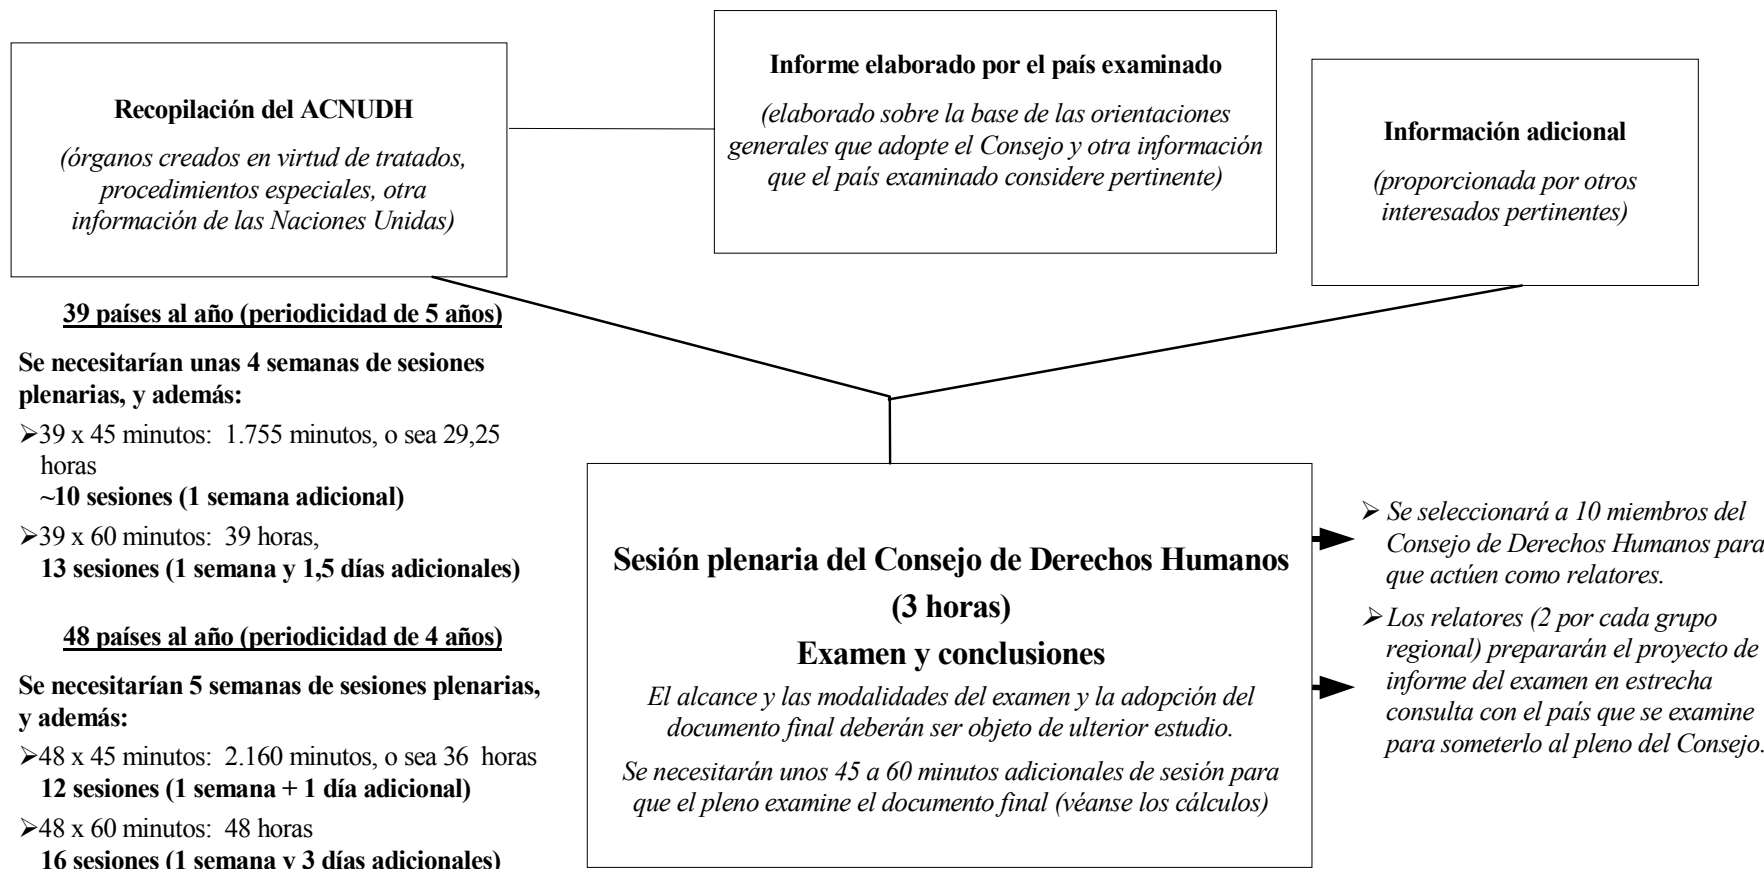 Recopilación del ACNUDH
(órganos creados en virtud de tratados,
procedimientos especiales, otra
información de las Naciones Unidas)
Informe elaborado por el país examinado
(elaborado sobre la base de las orientaciones
generales que adopte el Consejo y otra información
que el país examinado considere pertinente)
Información adicional
(proporcionada por otros
interesados pertinentes)
39 países al año (periodicidad de 5 años)
Se necesitarían unas 4 semanas de sesiones
plenarias, y además:
➢39 x 45 minutos: 1.755 minutos, o sea 29,25
horas
~10 sesiones (1 semana adicional)
➢39 x 60 minutos: 39 horas,
13 sesiones (1 semana y 1,5 días adicionales)
48 países al año (periodicidad de 4 años)
Se necesitarían 5 semanas de sesiones plenarias,
y además:
➢48 x 45 minutos: 2.160 minutos, o sea 36 horas
12 sesiones (1 semana + 1 día adicional)
➢48 x 60 minutos: 48 horas
16 sesiones (1 semana y 3 días adicionales)
Sesión plenaria del Consejo de Derechos Humanos
(3 horas)
Examen y conclusiones
El alcance y las modalidades del examen y la adopción del
documento final deberán ser objeto de ulterior estudio.
Se necesitarán unos 45 a 60 minutos adicionales de sesión para
que el pleno examine el documento final (véanse los cálculos)
➢ Se seleccionará a 10 miembros del
Consejo de Derechos Humanos para
que actúen como relatores.
➢ Los relatores (2 por cada grupo
regional) prepararán el proyecto de
informe del examen en estrecha
consulta con el país que se examine
para someterlo al pleno del Consejo.